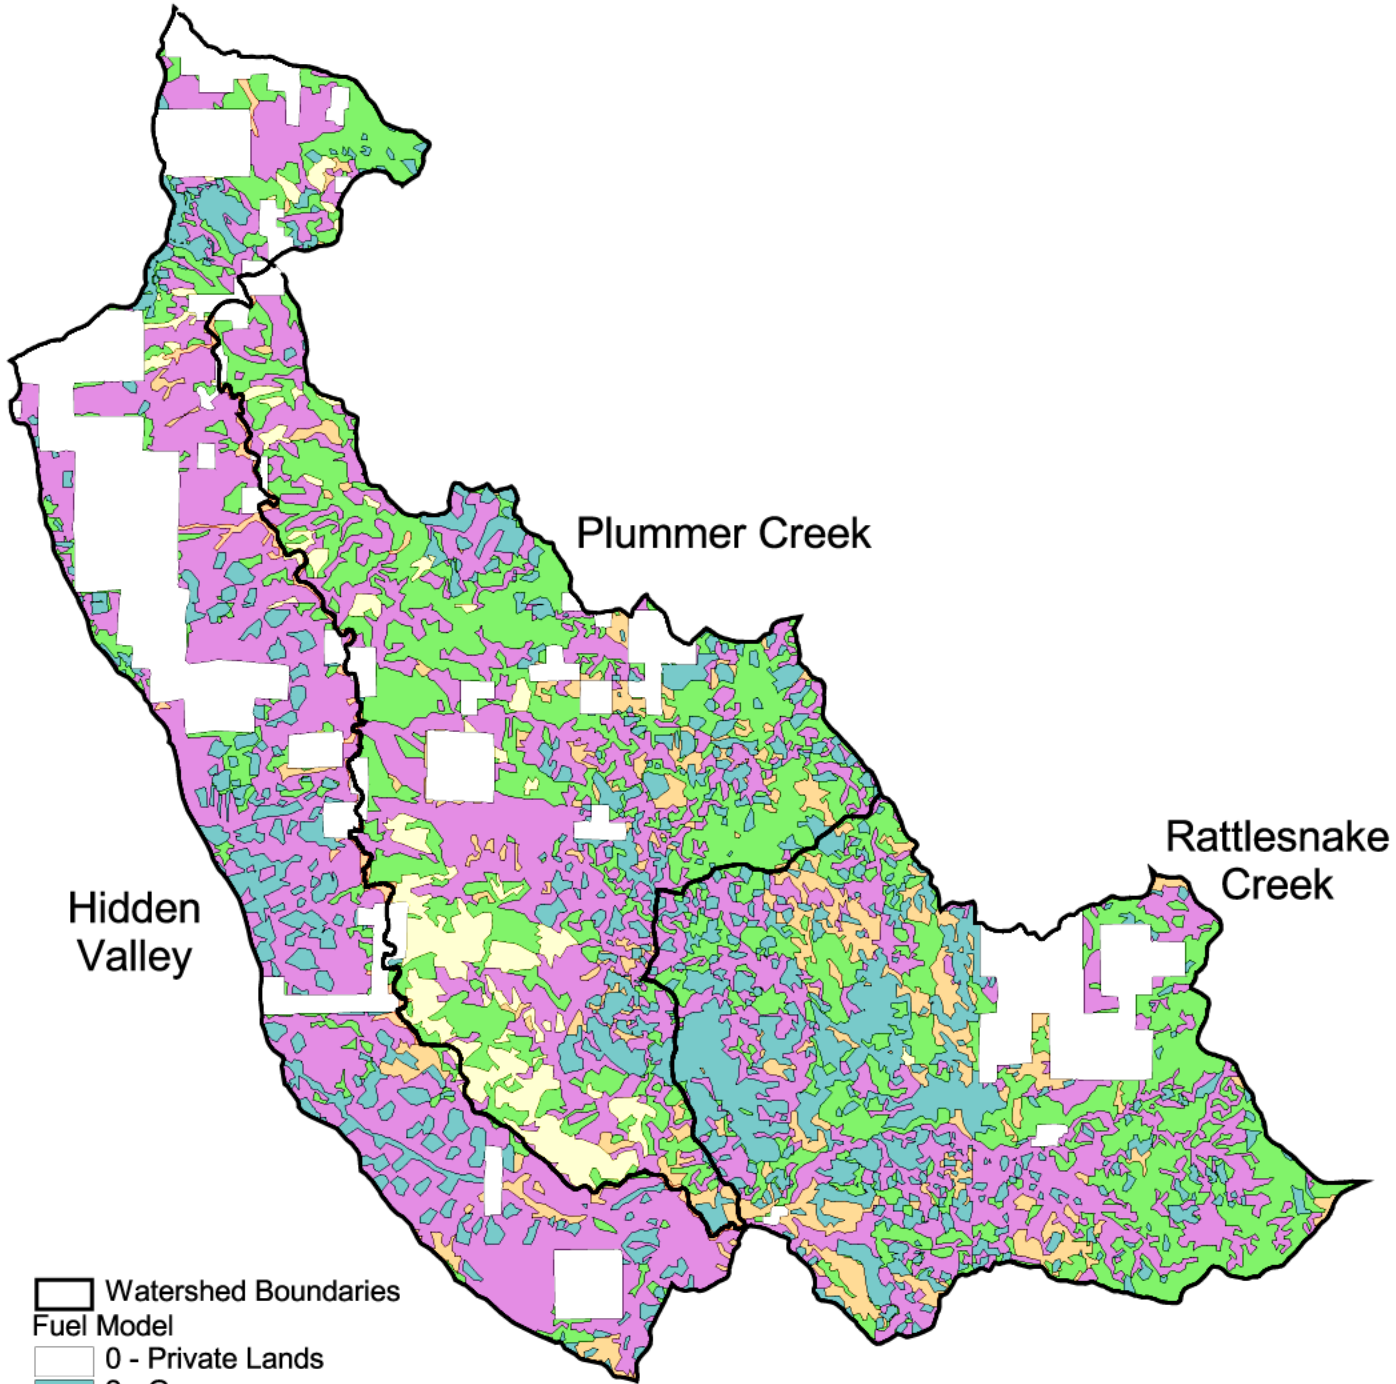 Plummer Creek
Rattlesnake
Creek
Hidden
Valley
Watershed Boundaries
Fuel Model
0 - Private Lands